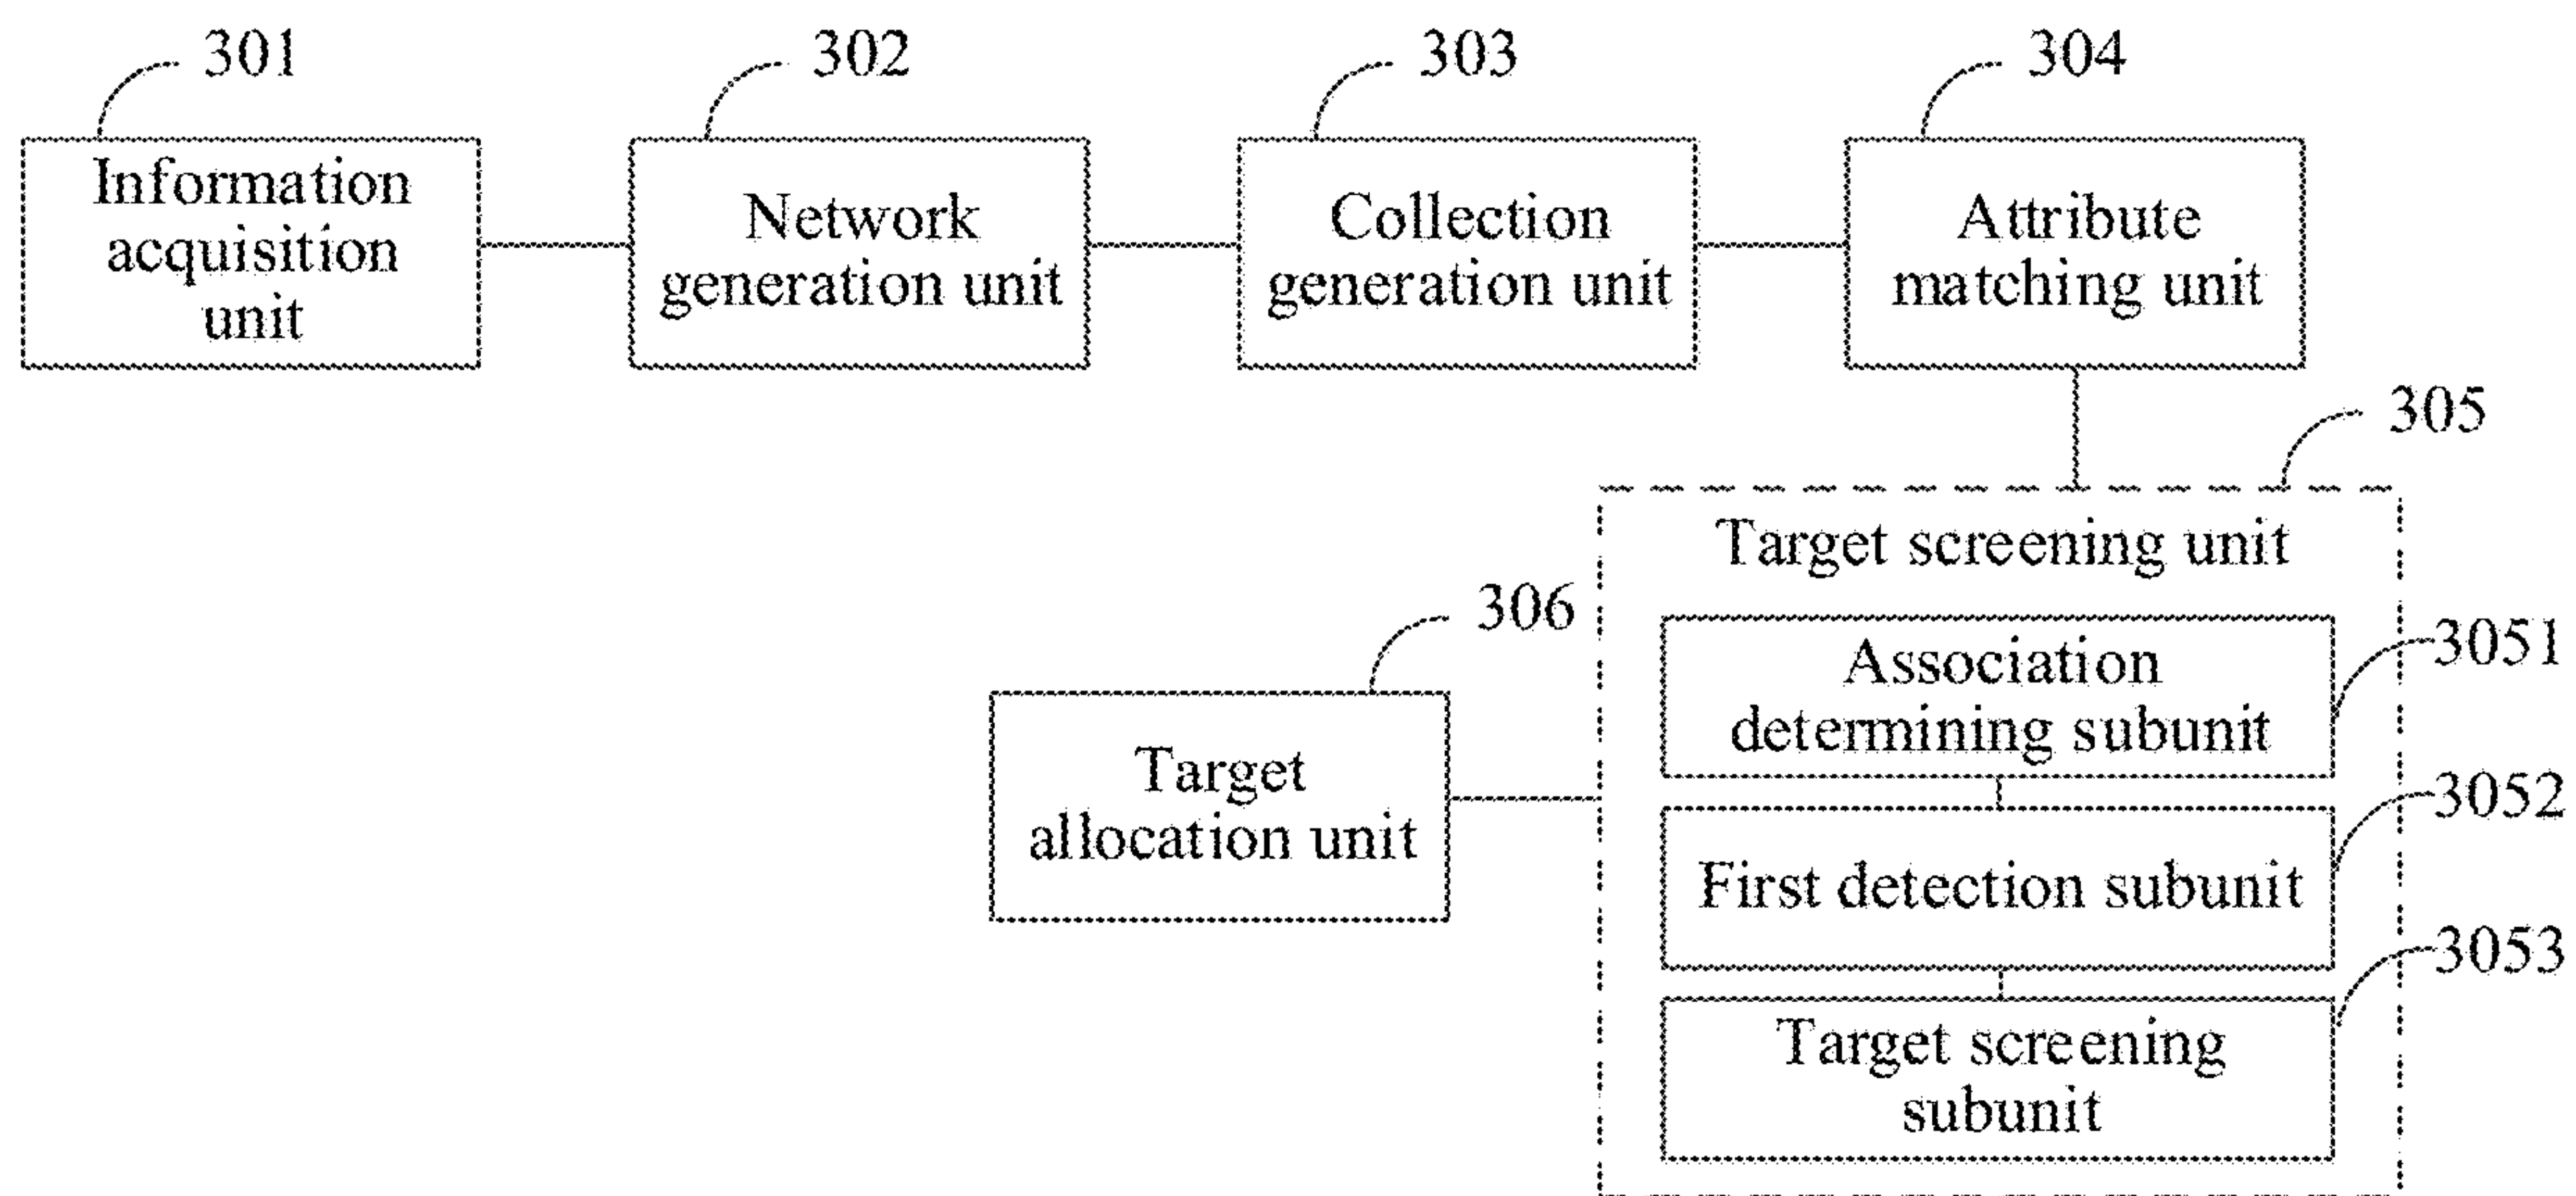 301
302
303
304
Information
acquisition
unit
Network
generation unit
Collection
generation unit
Attribute
matching unit
305
Target screening unit
306
Association
determining subunit
3051
Target
allocation unit
First detection subunit
3052
Target screening
subunit
3053